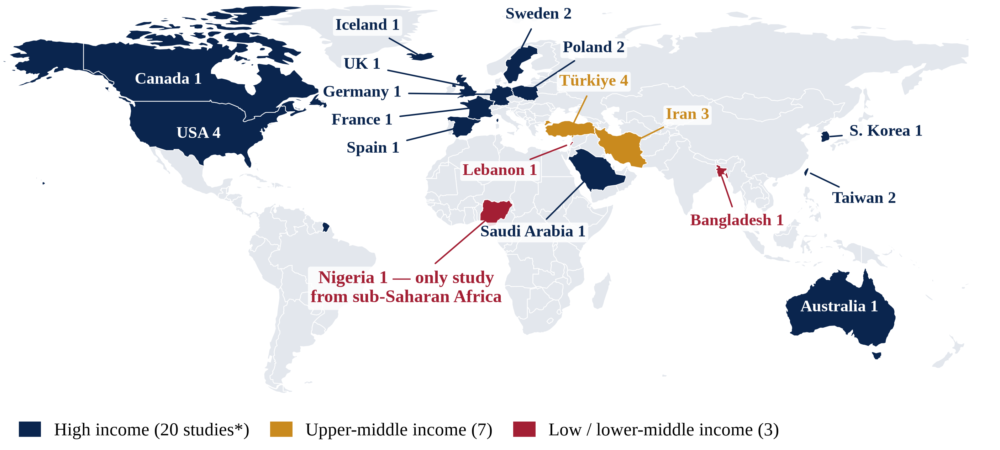 Sweden 2
Iceland 1
Poland 2
UK 1
Canada 1
Türkiye 4
Germany 1
Iran 3
France 1
S. Korea 1
USA 4
Spain 1
Lebanon 1
Taiwan 2
Bangladesh 1
Saudi Arabia 1
Nigeria 1 — only study
from sub-Saharan Africa
Australia 1
High income (20 studies*)
Upper-middle income (7)
Low / lower-middle income (3)